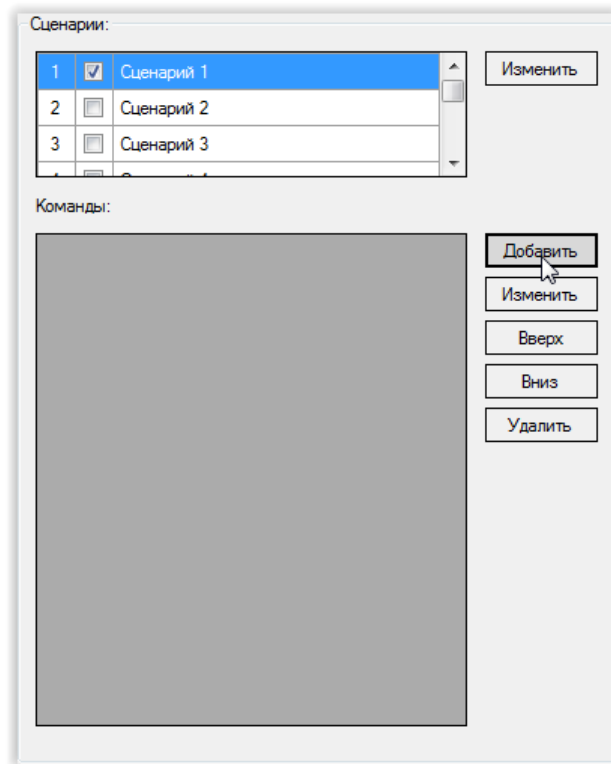 Сценарии:
1 Сценарий 1
Изменить
2 Сценарий 2
3 Сценарий 3
Команды:
Добавить
Изменить
Вверх
Вниз
Удалить